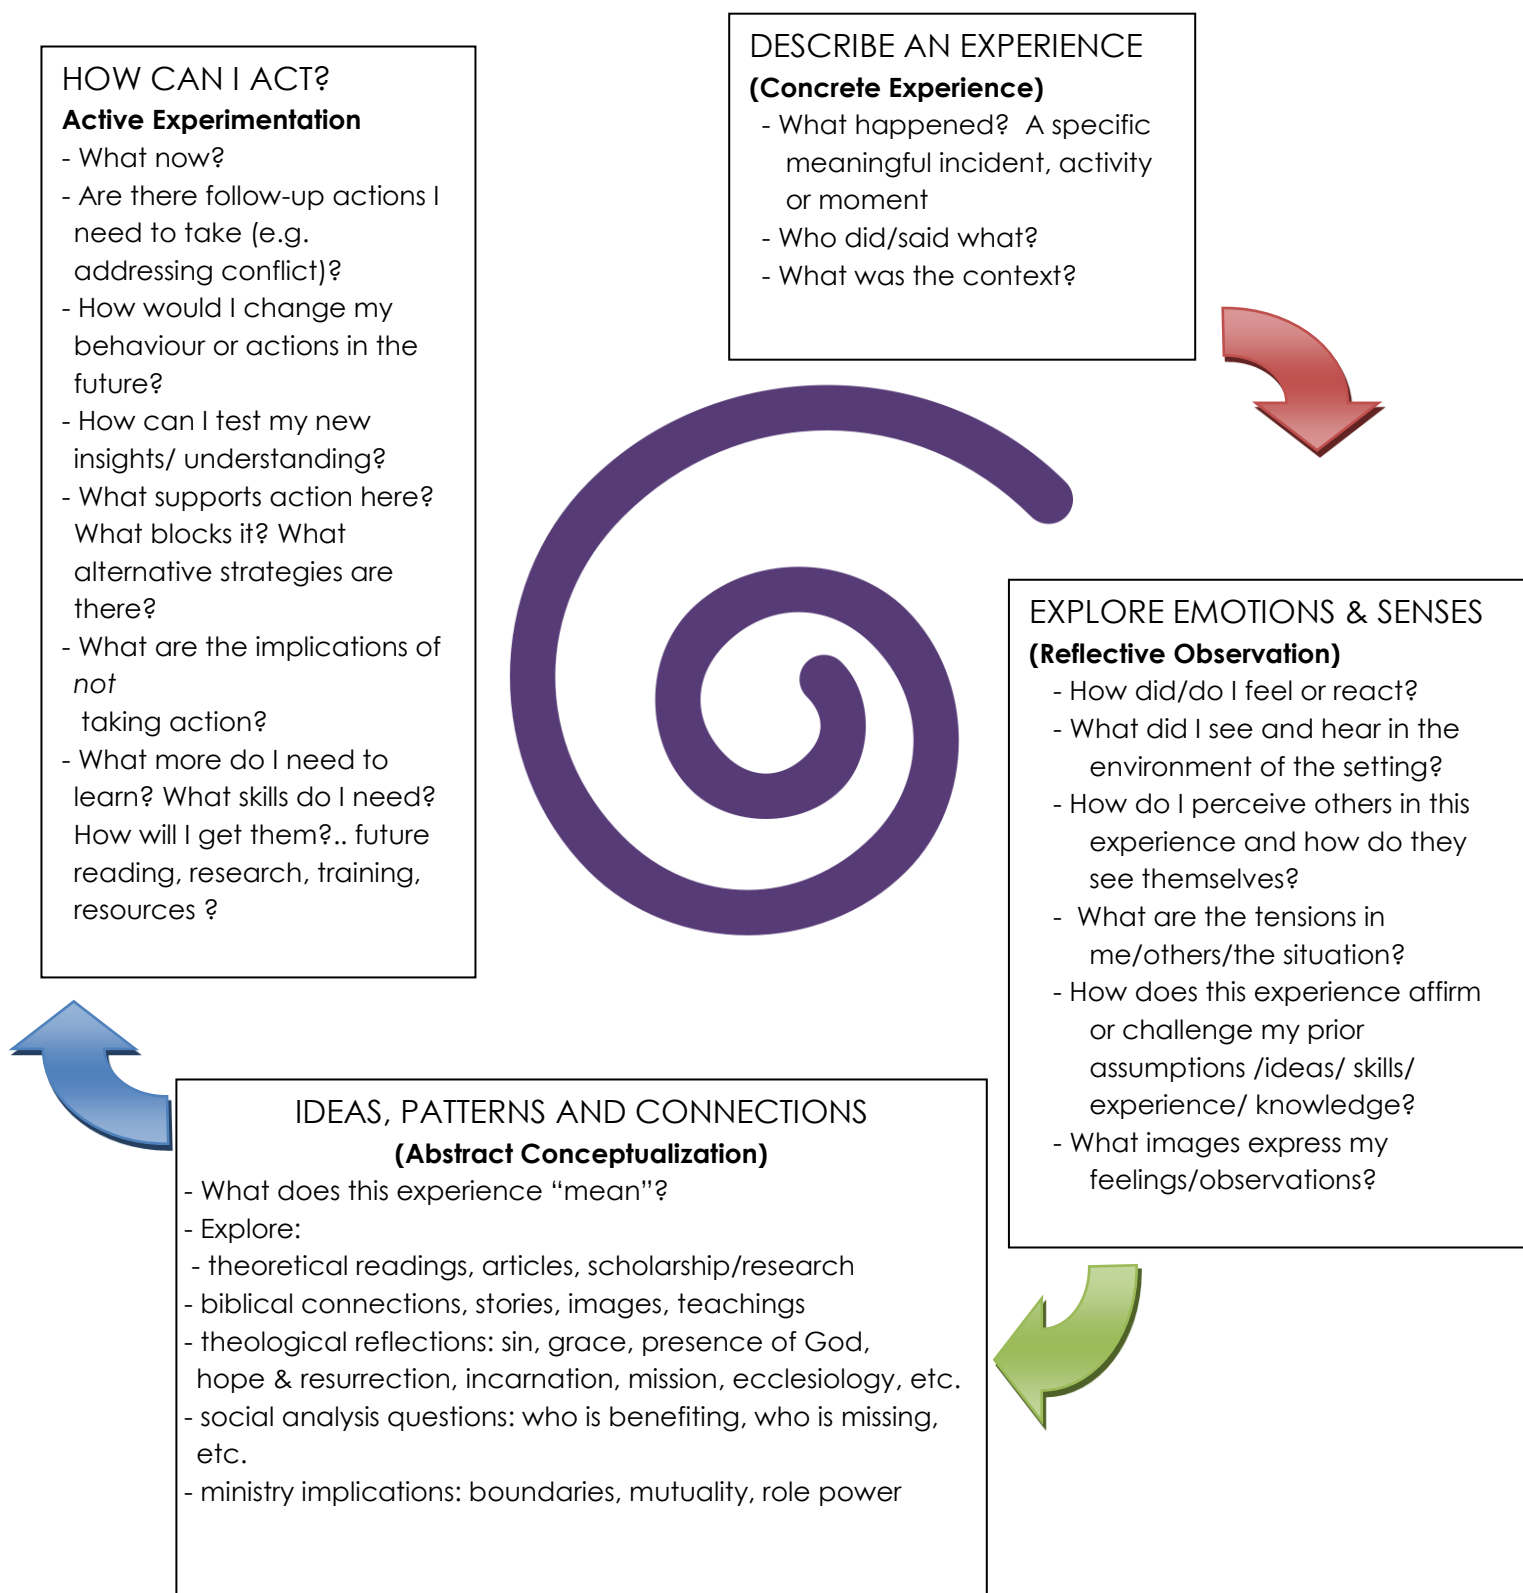 DESCRIBE AN EXPERIENCE
(Concrete Experience)
- What happened?  A specific
meaningful incident, activity
or moment
- Who did/said what?
- What was the context?
EXPLORE EMOTIONS & SENSES
(Reflective Observation)
- How did/do I feel or react?
- What did I see and hear in the
environment of the setting?
- How do I perceive others in this
experience and how do they
see themselves?
-  What are the tensions in
me/others/the situation?
- How does this experience affirm
or challenge my prior
assumptions /ideas/ skills/
experience/ knowledge?
- What images express my
feelings/observations?
IDEAS, PATTERNS AND CONNECTIONS
(Abstract Conceptualization)
- What does this experience “mean”?
- Explore:
- theoretical readings, articles, scholarship/research
- biblical connections, stories, images, teachings
- theological reflections: sin, grace, presence of God,
hope & resurrection, incarnation, mission, ecclesiology, etc.
- social analysis questions: who is benefiting, who is missing,
etc.
- ministry implications: boundaries, mutuality, role power
HOW CAN I ACT?
Active Experimentation
- What now?
- Are there follow-up actions I
need to take (e.g.
addressing conflict)?
- How would I change my
behaviour or actions in the
future?
- How can I test my new
insights/ understanding?
- What supports action here?
What blocks it? What
alternative strategies are
there?
- What are the implications of
not
taking action?
- What more do I need to
learn? What skills do I need?
How will I get them?.. future
reading, research, training,
resources ?